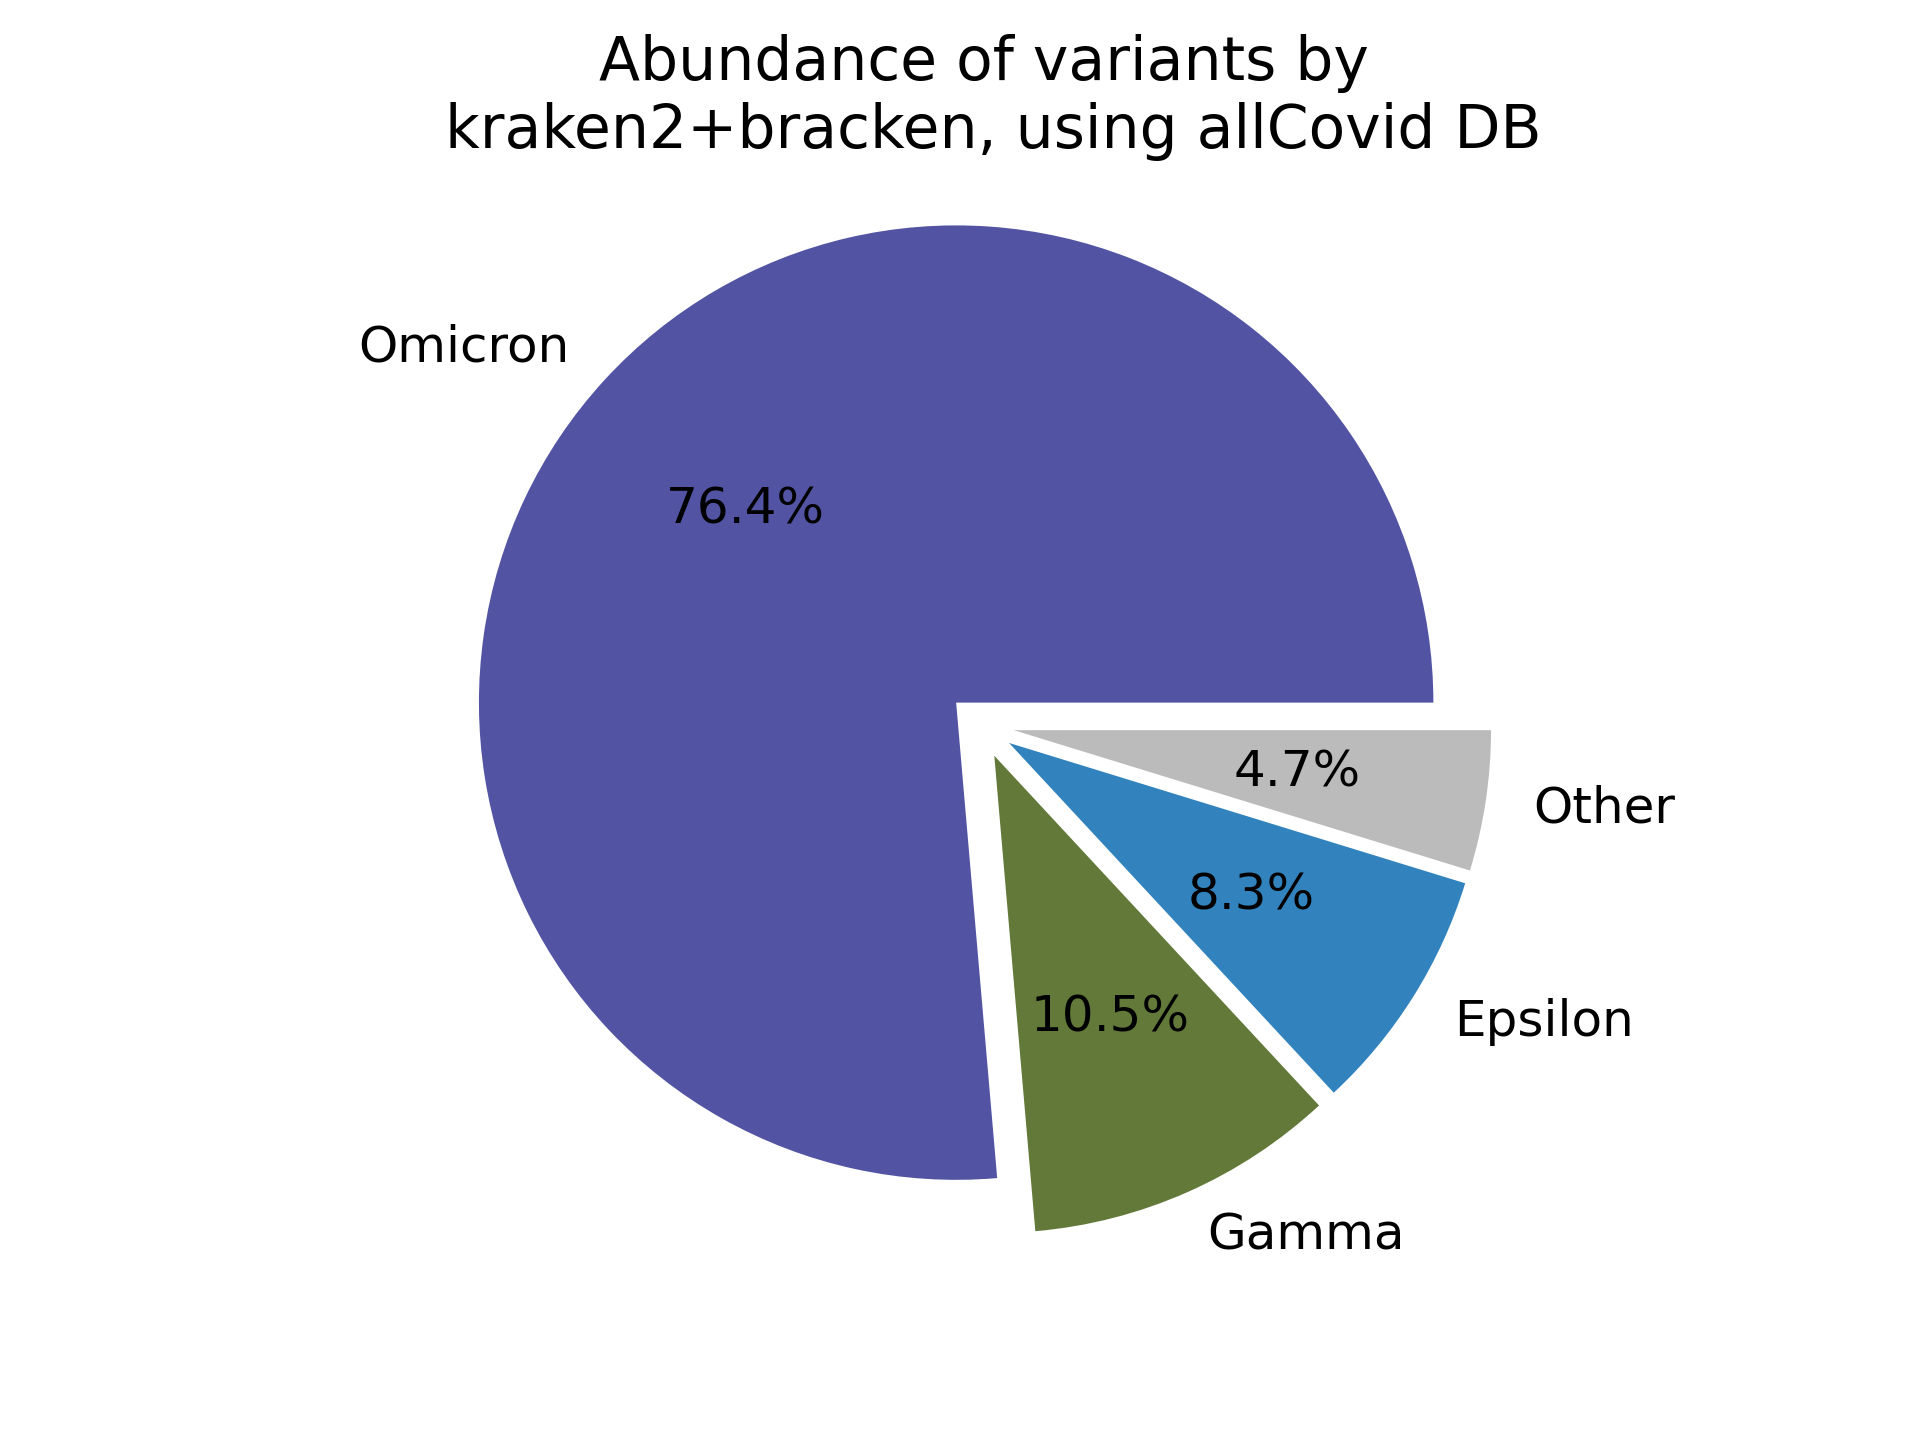 Abundance of variants by
kraken2+bracken, using allCovid DB
Omicron
76.4%
4.7%
Other
8.3%
Epsilon
10.5%
Gamma